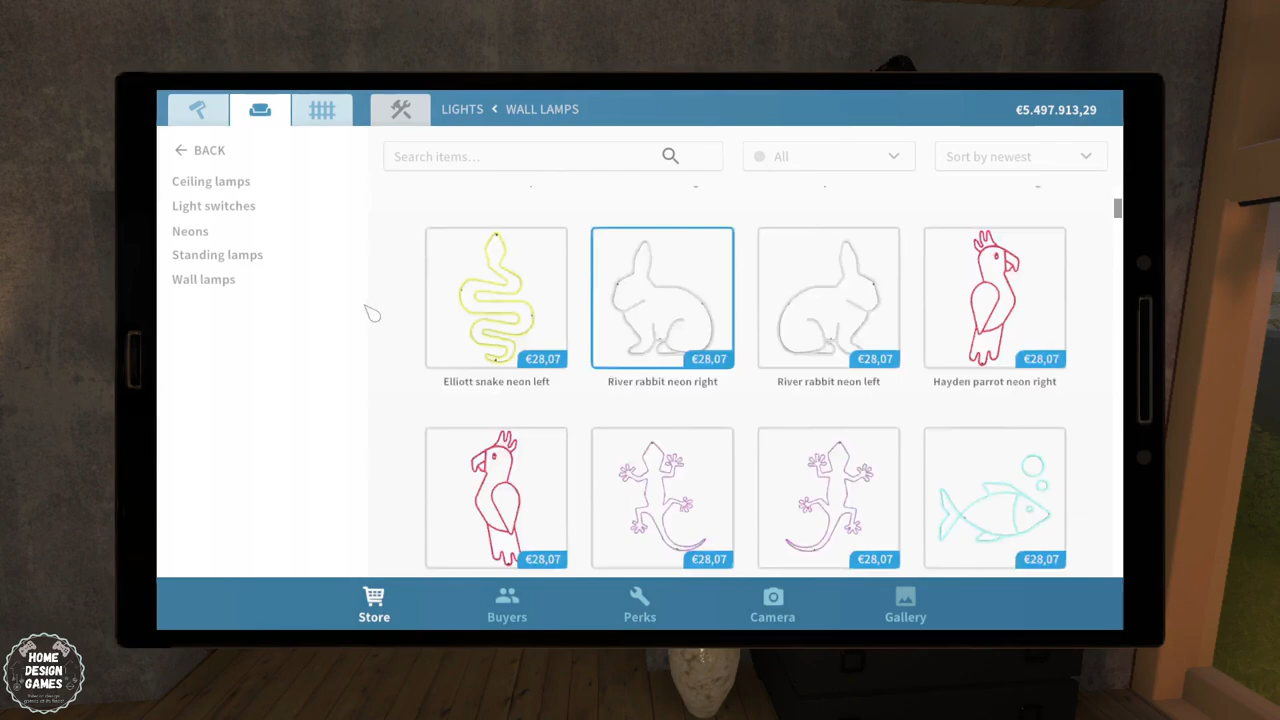 LIGHTS < WALL LAMPS
€5.497.913,29
BACK
Search items...
All
Sort by newest
Ceiling lamps
Light switches
Neons
Standing lamps
Wall lamps
€28,07
€28,07
€28,07
€28,07
Elliott snake neon left
River rabbit neon right
River rabbit neon left
Hayden parrot neon right
€28,07
€28,07
€28,07
€28,07
Store
Buyers
Perks
Camera
Gallery
HOME
DESIGN
GAMES